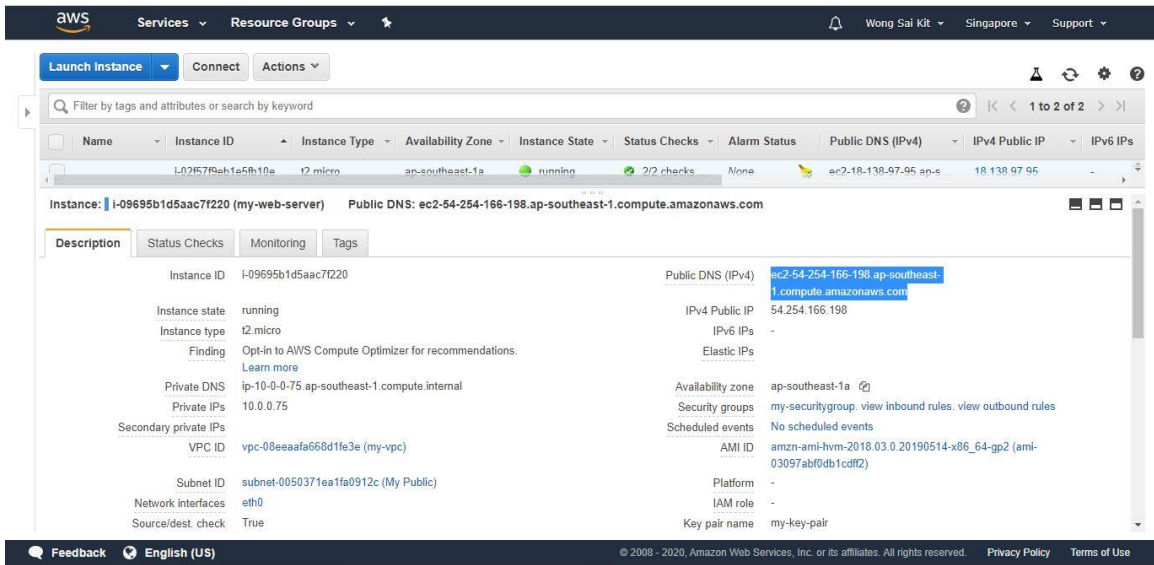 aws Services Resource Groups Wong Sai Kit Singapore Support
Launch Instance Connect Actions
Filter by tags and attributes or search by keyword 1 to 2 of 2
Name Instance ID Instance Type Availability Zone Instance State Status Checks Alarm Status Public DNS (IPv4) IPv4 Public IP IPv6 IPs
i-02f57f9eb1e5fb10e t2.micro ap-southeast-1a running 2/2 checks ... None ec2-18-138-97-95.ap-s... 18.138.97.95 -
Instance: i-09695b1d5aac7f220 (my-web-server) Public DNS: ec2-54-254-166-198.ap-southeast-1.compute.amazonaws.com
Description Status Checks Monitoring Tags
Instance ID i-09695b1d5aac7f220 Public DNS (IPv4) ec2-54-254-166-198.ap-southeast-
1.compute.amazonaws.com
Instance state running IPv4 Public IP 54.254.166.198
Instance type t2.micro IPv6 IPs -
Finding Opt-in to AWS Compute Optimizer for recommendations. Elastic IPs
Learn more
Private DNS ip-10-0-0-75.ap-southeast-1.compute.internal Availability zone ap-southeast-1a
Private IPs 10.0.0.75 Security groups my-securitygroup. view inbound rules. view outbound rules
Secondary private IPs Scheduled events No scheduled events
VPC ID vpc-08eeaafa668d1fe3e (my-vpc) AMI ID amzn-ami-hvm-2018.03.0.20190514-x86_64-gp2 (ami-
03097abf0db1cdff2)
Subnet ID subnet-0050371ea1fa0912c (My Public) Platform -
Network interfaces eth0 IAM role -
Source/dest. check True Key pair name my-key-pair
Feedback English (US) © 2008 - 2020, Amazon Web Services, Inc. or its affiliates. All rights reserved. Privacy Policy Terms of Use